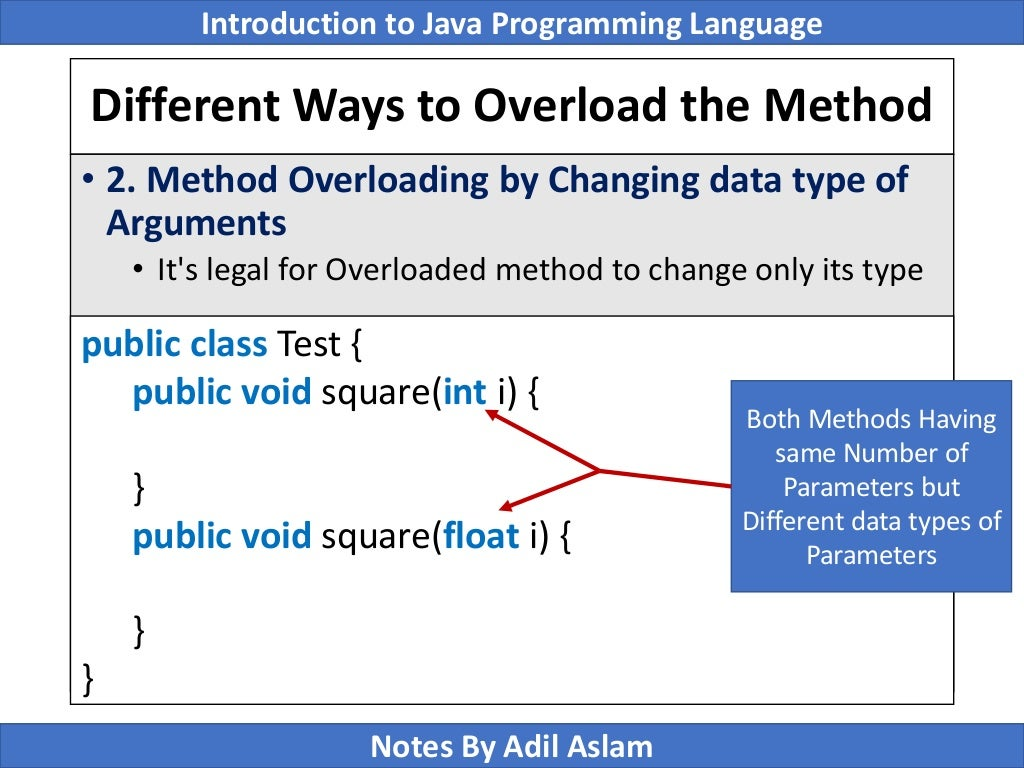 Introduction to Java Programming Language
Different Ways to Overload the Method
• 2. Method Overloading by Changing data type of
Arguments
• It's legal for Overloaded method to change only its type
public class Test {
public void square(int i) {
}
public void square(float i) {
}
}
Both Methods Having
same Number of
Parameters but
Different data types of
Parameters
Notes By Adil Aslam